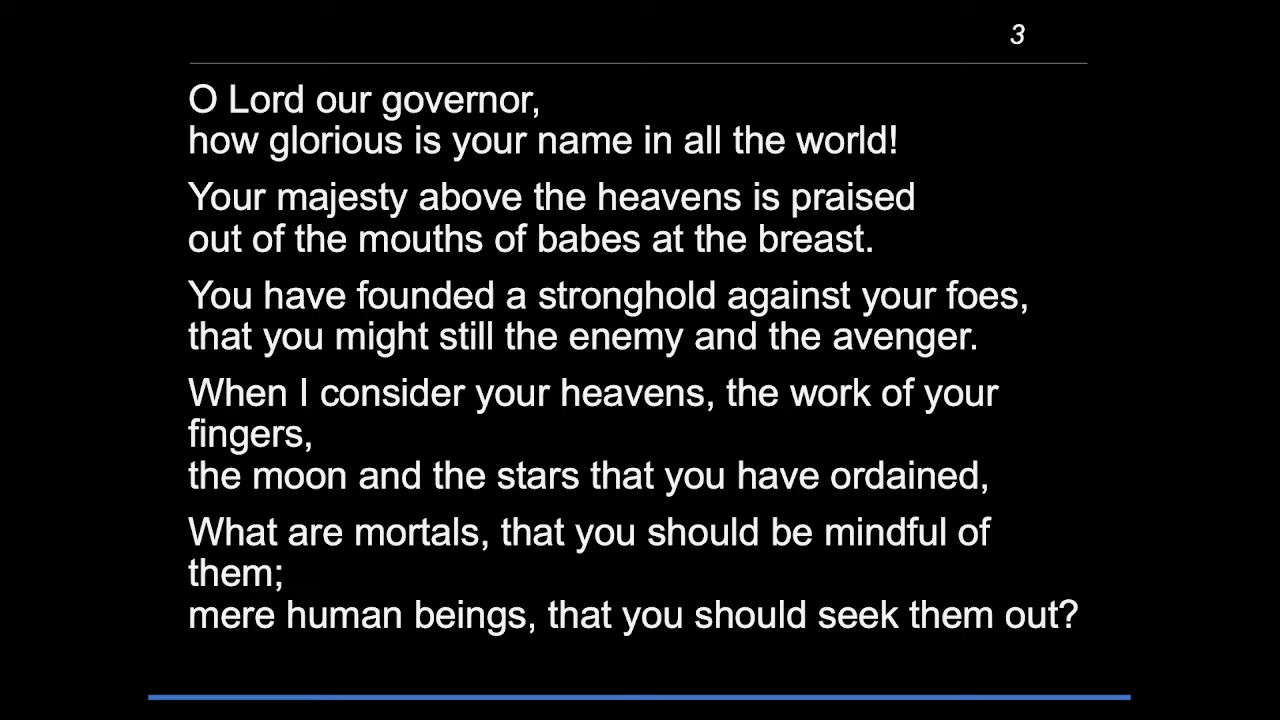 3
O Lord our governor,
how glorious is your name in all the world!
Your majesty above the heavens is praised
out of the mouths of babes at the breast.
You have founded a stronghold against your foes,
that you might still the enemy and the avenger.
When I consider your heavens, the work of your
fingers,
the moon and the stars that you have ordained,
What are mortals, that you should be mindful of
them;
mere human beings, that you should seek them out?